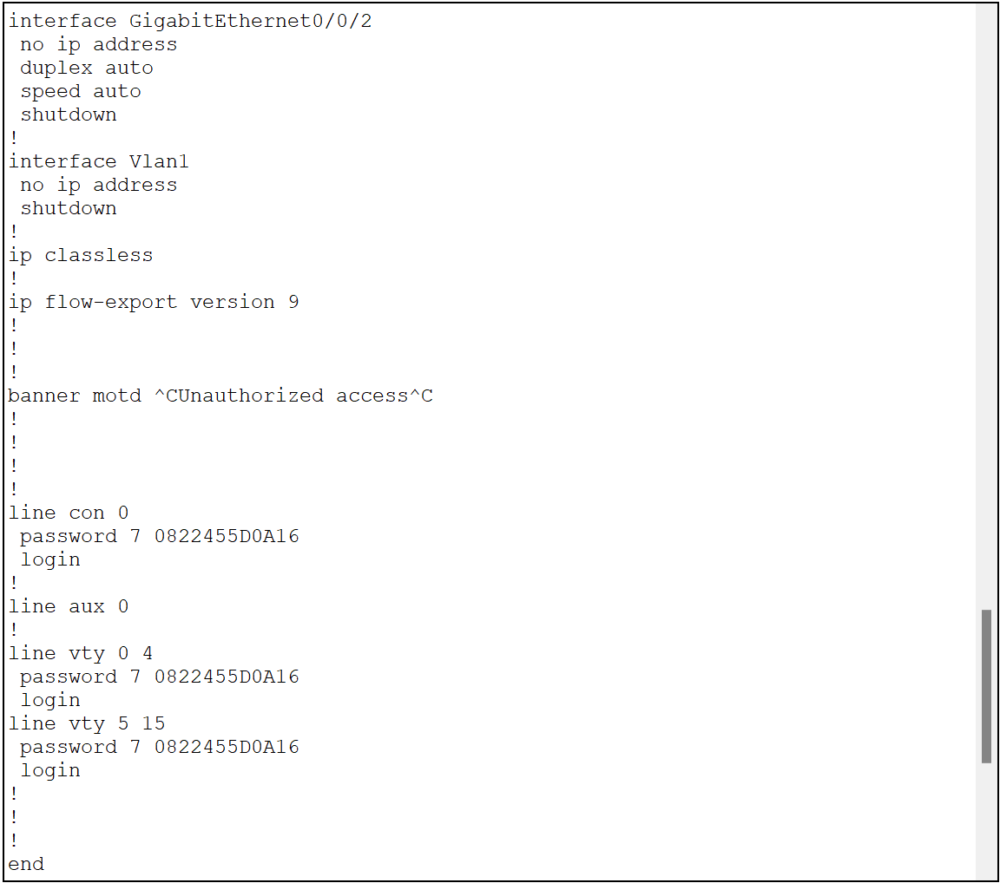 interface GigabitEthernet0/0/2
 no ip address
 duplex auto
 speed auto
 shutdown
!
interface Vlan1
 no ip address
 shutdown
!
ip classless
!
ip flow-export version 9
!
!
!
banner motd ^CUnauthorized access^C
!
!
!
!
line con 0
 password 7 0822455D0A16
 login
!
line aux 0
!
line vty 0 4
 password 7 0822455D0A16
 login
line vty 5 15
 password 7 0822455D0A16
 login
!
!
!
end